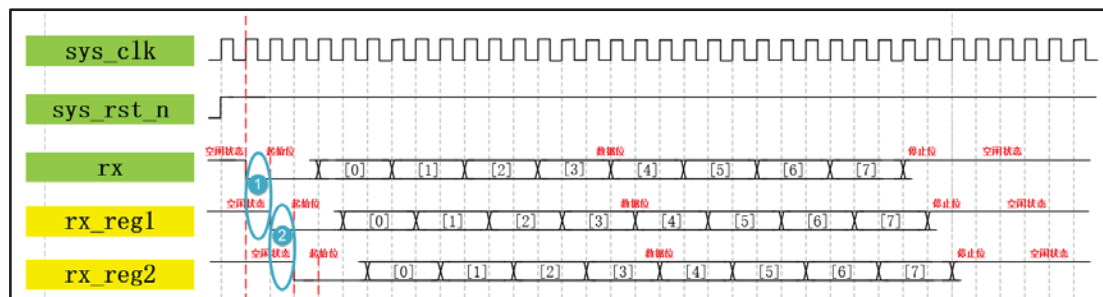 sys_clk
sys_rst_n
空闲状态 起始位 数据位 停止位 空闲状态
rx [0] [1] [2] [3] [4] [5] [6] [7]
1
空闲状态 起始位 数据位 停止位 空闲状态
rx_reg1 [0] [1] [2] [3] [4] [5] [6] [7]
2
空闲状态 起始位 数据位 停止位 空闲状态
rx_reg2 [0] [1] [2] [3] [4] [5] [6] [7]